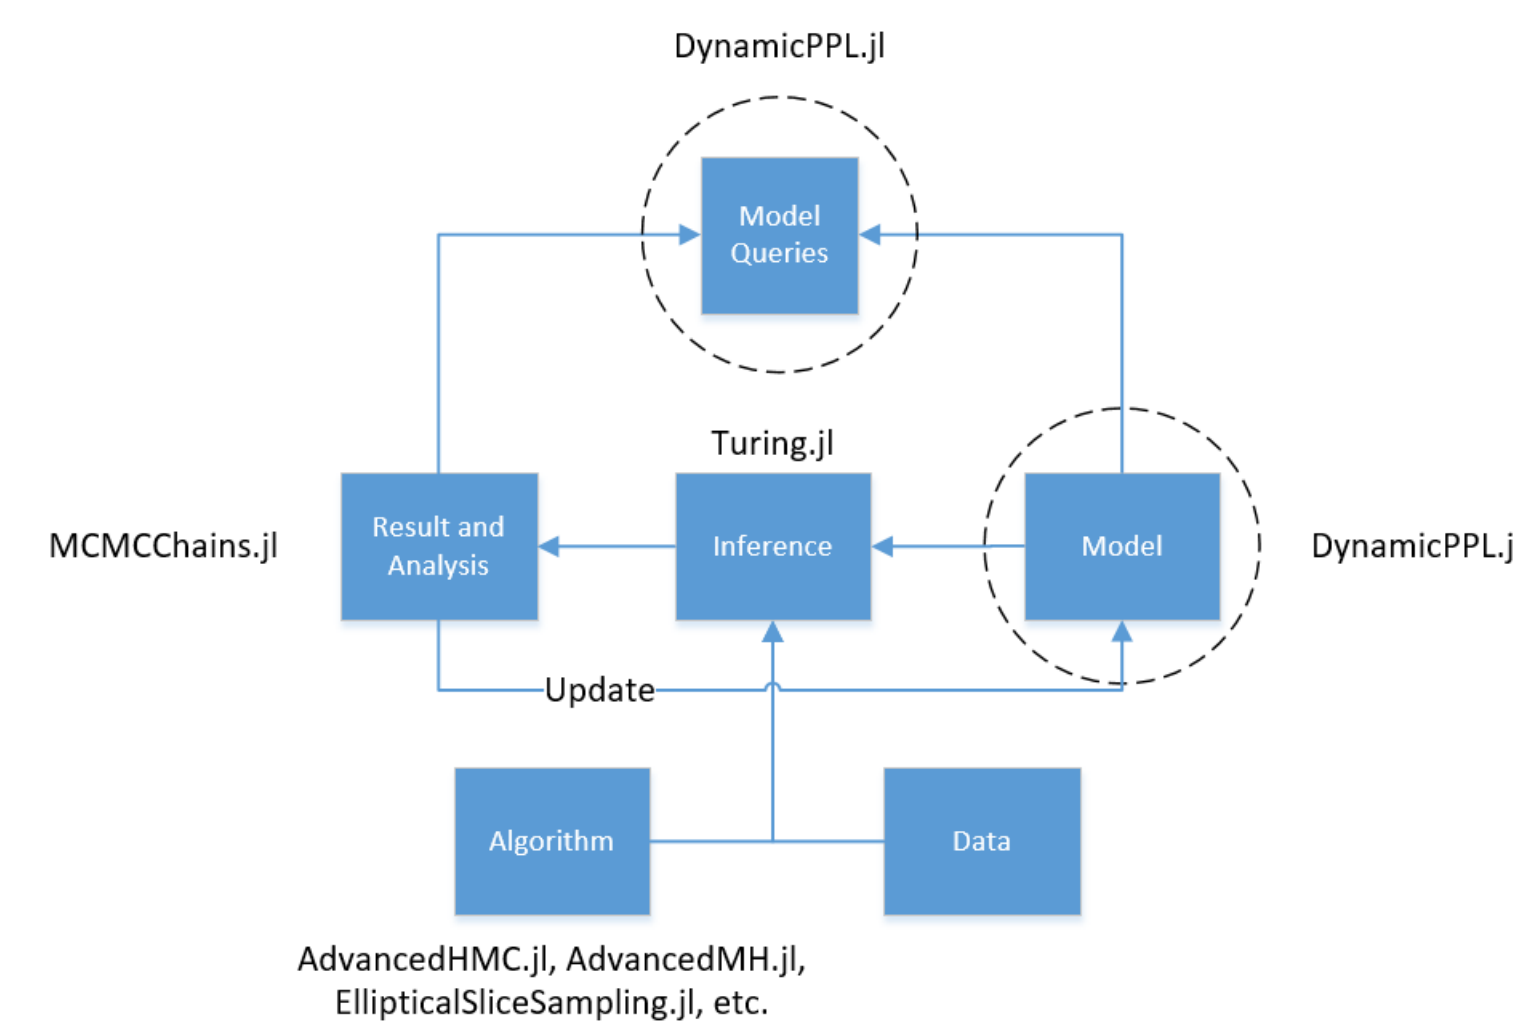 DynamicPPL.jl
Model
Queries
Turing.jl
MCMCChains.jl
Result and
Analysis
Inference
Model
DynamicPPL.j
Update
Algorithm
Data
AdvancedHMC.jl, AdvancedMH.jl,
EllipticalSliceSampling.jl, etc.